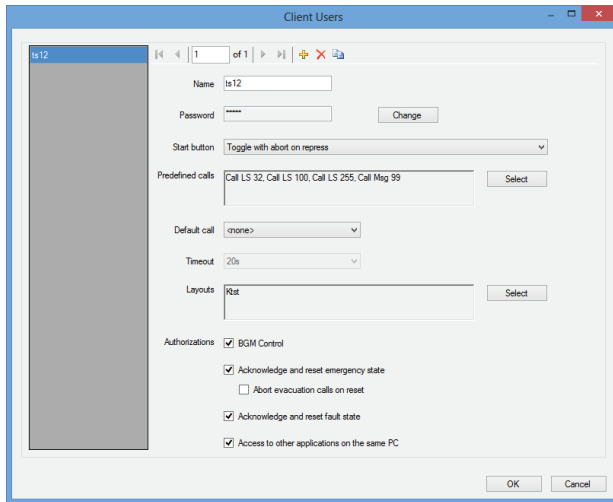 Client Users
ts12
1 of 1
Name ts12
Password *****
Change
Start button Toggle with abort on repress
Predefined calls Call LS 32, Call LS 100, Call LS 255, Call Msg 99
Select
Default call <none>
Timeout 20s
Layouts Ktst
Select
Authorizations BGM Control
Acknowledge and reset emergency state
Abort evacuation calls on reset
Acknowledge and reset fault state
Access to other applications on the same PC
OK Cancel